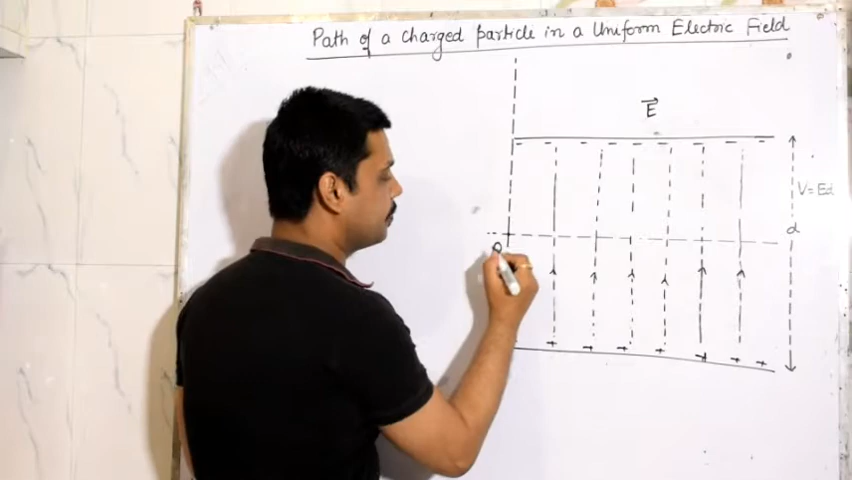 Path of a charged particle in a Uniform Electric Field
E
- - - - - - - - -
V = Ed
d
O
+ + + + + + +